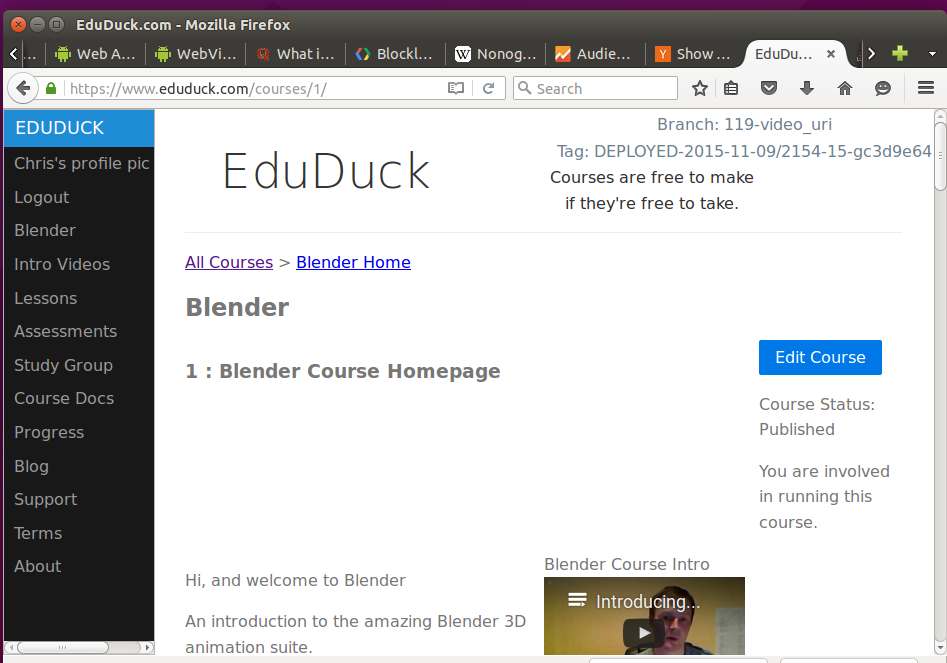 EduDuck.com - Mozilla Firefox
... Web A... WebVi... What i... Blockl... W Nonog... Audie... Y Show ... EduDu...
https://www.eduduck.com/courses/1/
Search
EDUDUCK
Chris's profile pic
Logout
Blender
Intro Videos
Lessons
Assessments
Study Group
Course Docs
Progress
Blog
Support
Terms
About
EduDuck
Branch: 119-video_uri
Tag: DEPLOYED-2015-11-09/2154-15-gc3d9e64
Courses are free to make
if they're free to take.
All Courses > Blender Home
Blender
1 : Blender Course Homepage
Edit Course
Course Status:
Published
You are involved
in running this
course.
Hi, and welcome to Blender
An introduction to the amazing Blender 3D
animation suite.
Blender Course Intro
Introducing...